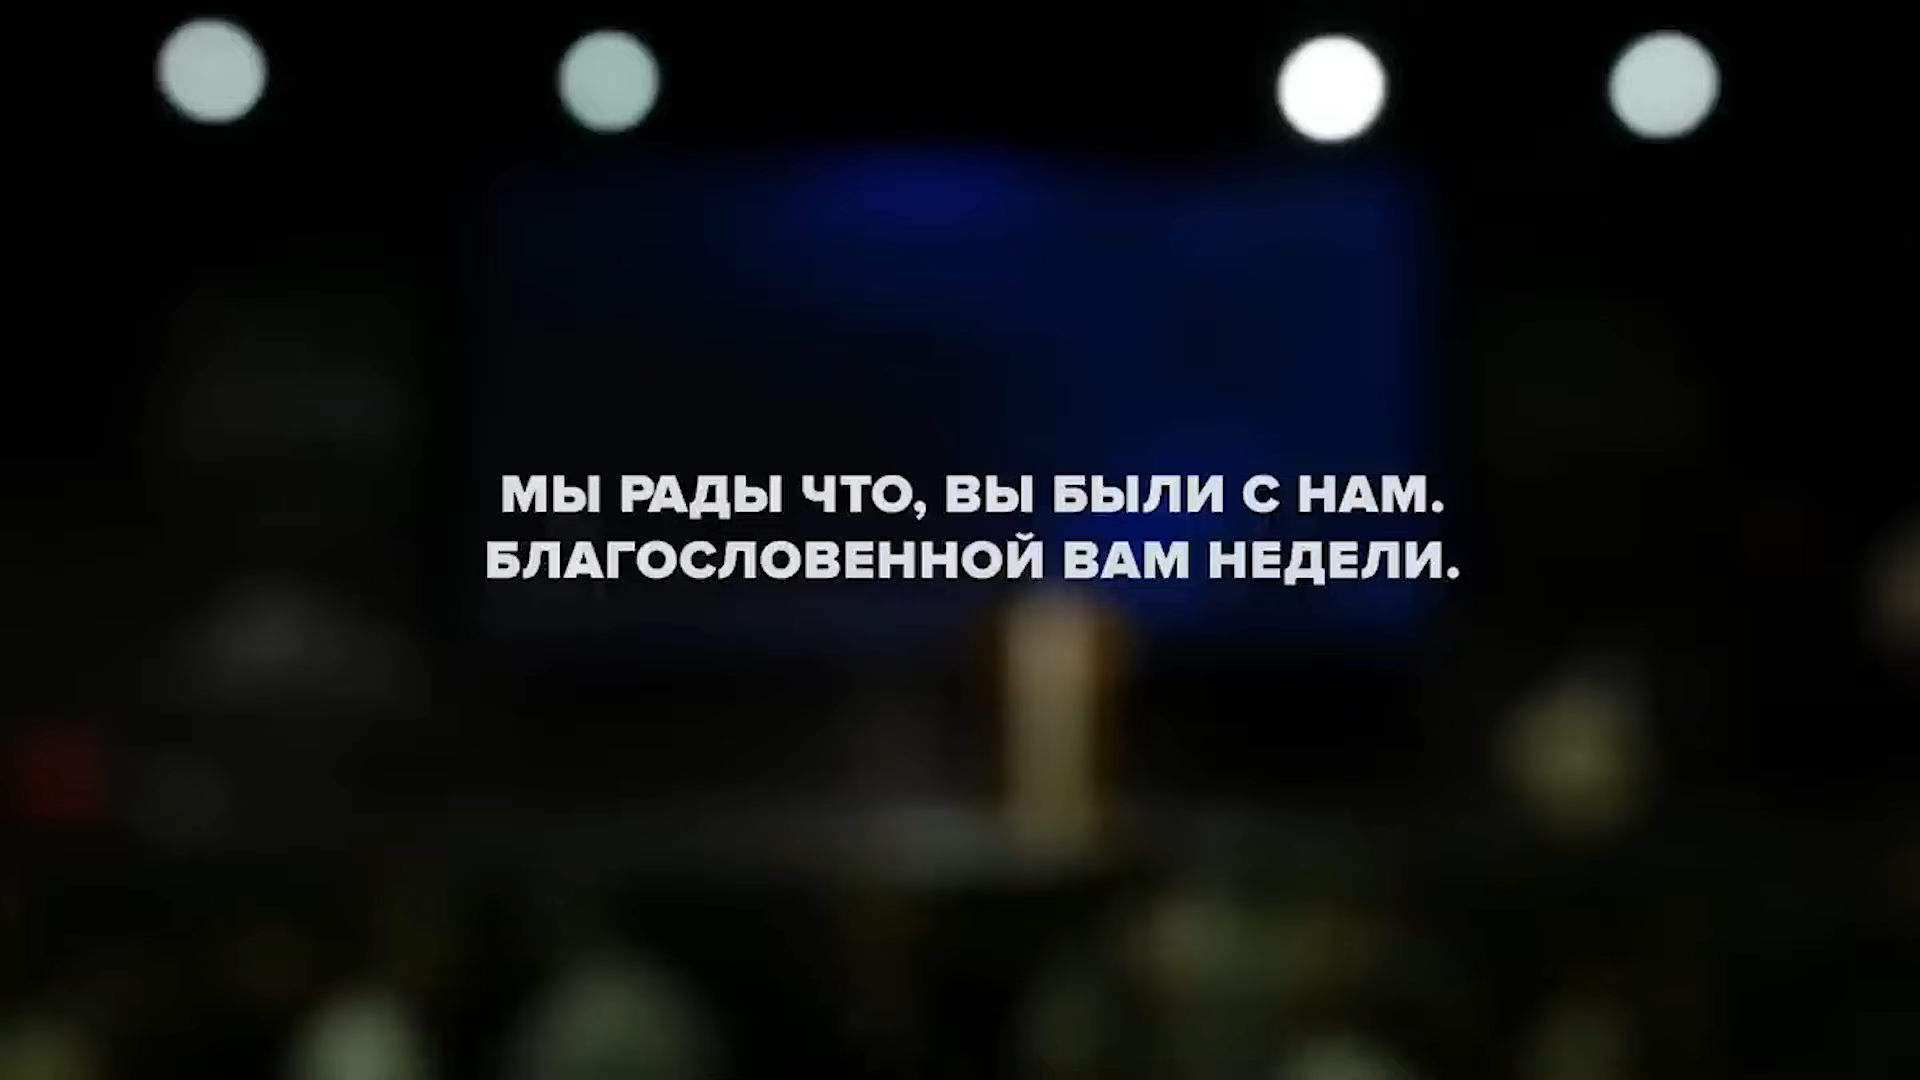 МЫ РАДЫ ЧТО, ВЫ БЫЛИ С НАМ.
БЛАГОСЛОВЕННОЙ ВАМ НЕДЕЛИ.